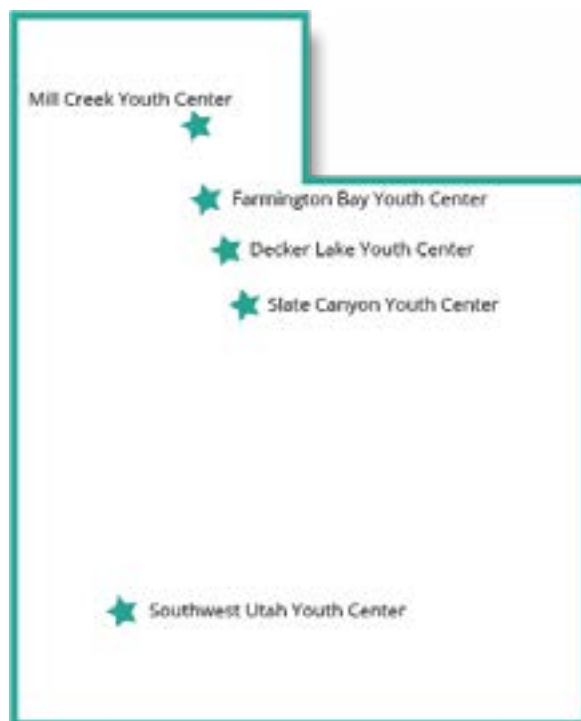 Mill Creek Youth Center
Farmington Bay Youth Center
Decker Lake Youth Center
Slate Canyon Youth Center
Southwest Utah Youth Center